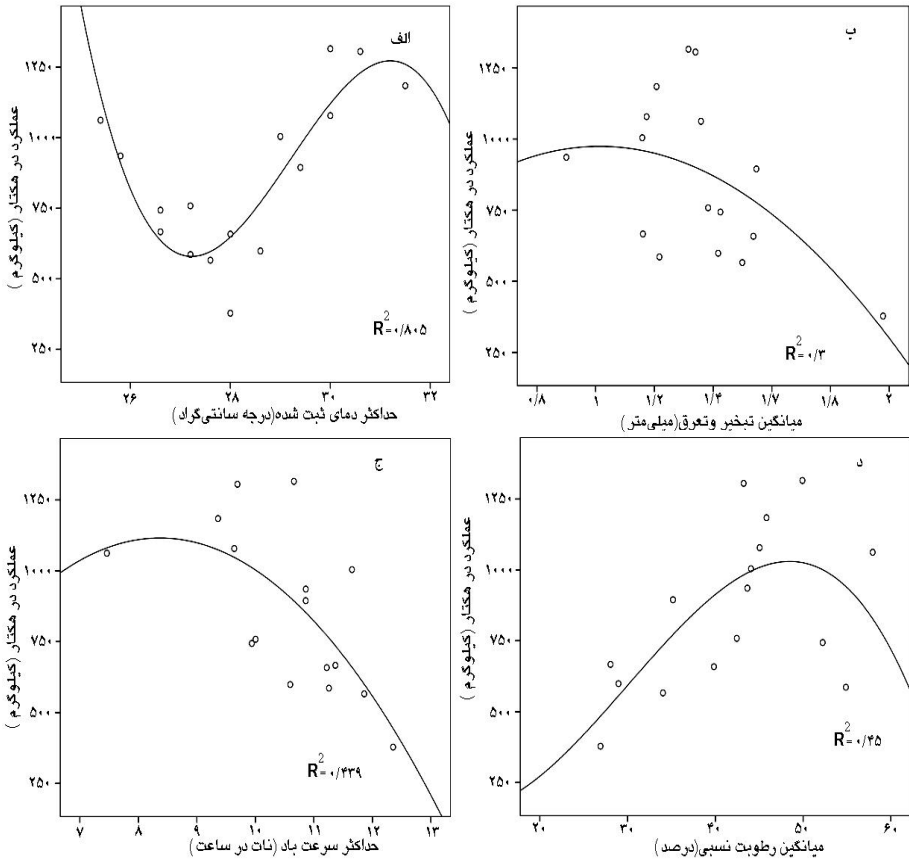 الف
عملکرد در هکتار (کیلوگرم )
۱۲۵۰
۱۰۰۰
۷۵۰
۵۰۰
۲۵۰
R²=۰/۸۰۵
۲۶ ۲۸ ۳۰ ۳۲
حداکثر دمای ثبت شده(درجه سانتی‌گراد)
ب
عملکرد در هکتار (کیلوگرم )
۱۲۵۰
۱۰۰۰
۷۵۰
۵۰۰
۲۵۰
R²=۰/۳
۰/۸ ۱ ۱/۲ ۱/۴ ۱/۷ ۱/۸ ۲
میانگین تبخیر وتعرق(میلی‌متر)
ج
عملکرد در هکتار (کیلوگرم )
۱۲۵۰
۱۰۰۰
۷۵۰
۵۰۰
۲۵۰
R²=۰/۴۳۹
۷ ۸ ۹ ۱۰ ۱۱ ۱۲ ۱۳
حداکثر سرعت باد (نات در ساعت)
د
عملکرد در هکتار (کیلوگرم )
۱۲۵۰
۱۰۰۰
۷۵۰
۵۰۰
۲۵۰
R²=۰/۴۵
۲۰ ۳۰ ۴۰ ۵۰ ۶۰
میانگین رطوبت نسبی(درصد)